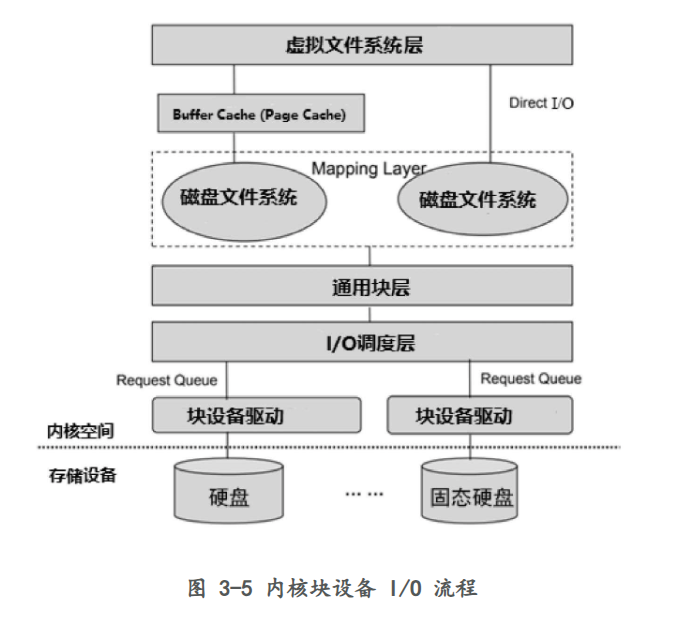 虚拟文件系统层
Buffer Cache (Page Cache)
Direct I/O
Mapping Layer
磁盘文件系统
磁盘文件系统
通用块层
I/O调度层
Request Queue
Request Queue
块设备驱动
块设备驱动
内核空间
存储设备
硬盘
... ...
固态硬盘
图 3-5 内核块设备 I/O 流程